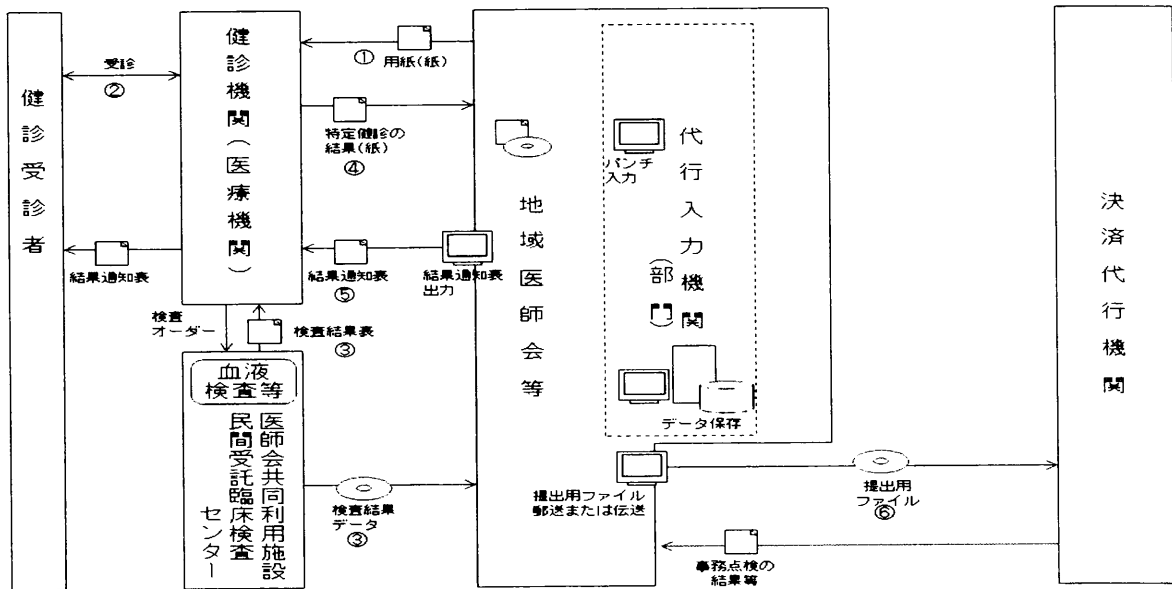 健診受診者
受診
②
結果通知表
健診機関(医療機関)
①
用紙(紙)
特定健診の
結果(紙)
④
結果通知表
⑤
検査
オーダー
検査結果表
③
血液
検査等
医師会共同利用施設
民間受託臨床検査
センター
検査結果
データ
③
地域医師会等
結果通知表
出力
代行入力機関
(部門)
パンチ
入力
データ保存
提出用ファイル
郵送または伝送
提出用
ファイル
⑥
事務点検の
結果等
決済代行機関